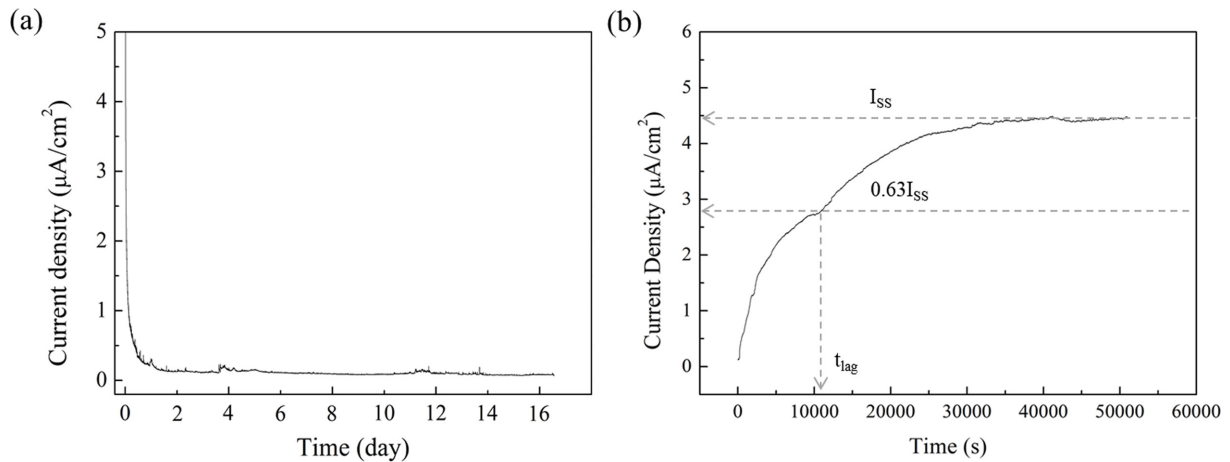 (a)
5
4
3
2
1
0
Current density (μA/cm²)
0 2 4 6 8 10 12 14 16
Time (day)
(b)
6
5
4
3
2
1
0
Current Density (μA/cm²)
I_SS
0.63I_SS
t_lag
0 10000 20000 30000 40000 50000 60000
Time (s)